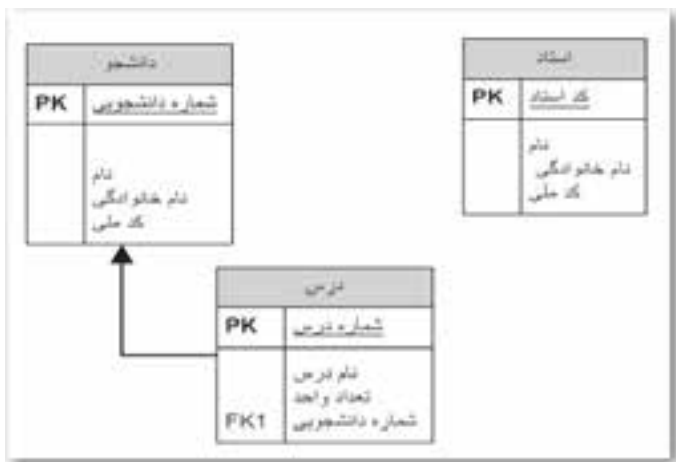 دانشجو
PK شماره دانشجویی
نام
نام خانوادگی
کد ملی
استاد
PK کد استاد
نام
نام خانوادگی
کد ملی
درس
PK شماره درس
نام درس
تعداد واحد
FK1 شماره دانشجویی